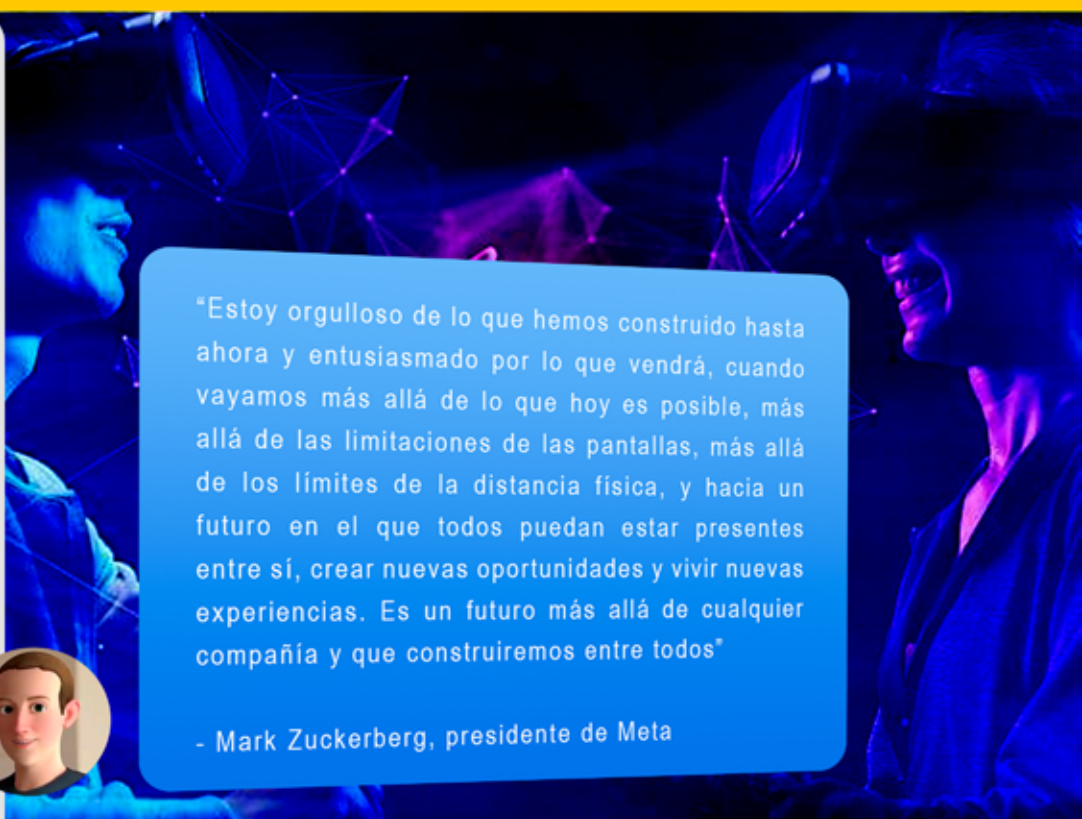 “Estoy orgulloso de lo que hemos construido hasta
ahora y entusiasmado por lo que vendrá, cuando
vayamos más allá de lo que hoy es posible, más
allá de las limitaciones de las pantallas, más allá
de los límites de la distancia física, y hacia un
futuro en el que todos puedan estar presentes
entre sí, crear nuevas oportunidades y vivir nuevas
experiencias. Es un futuro más allá de cualquier
compañía y que construiremos entre todos”
- Mark Zuckerberg, presidente de Meta